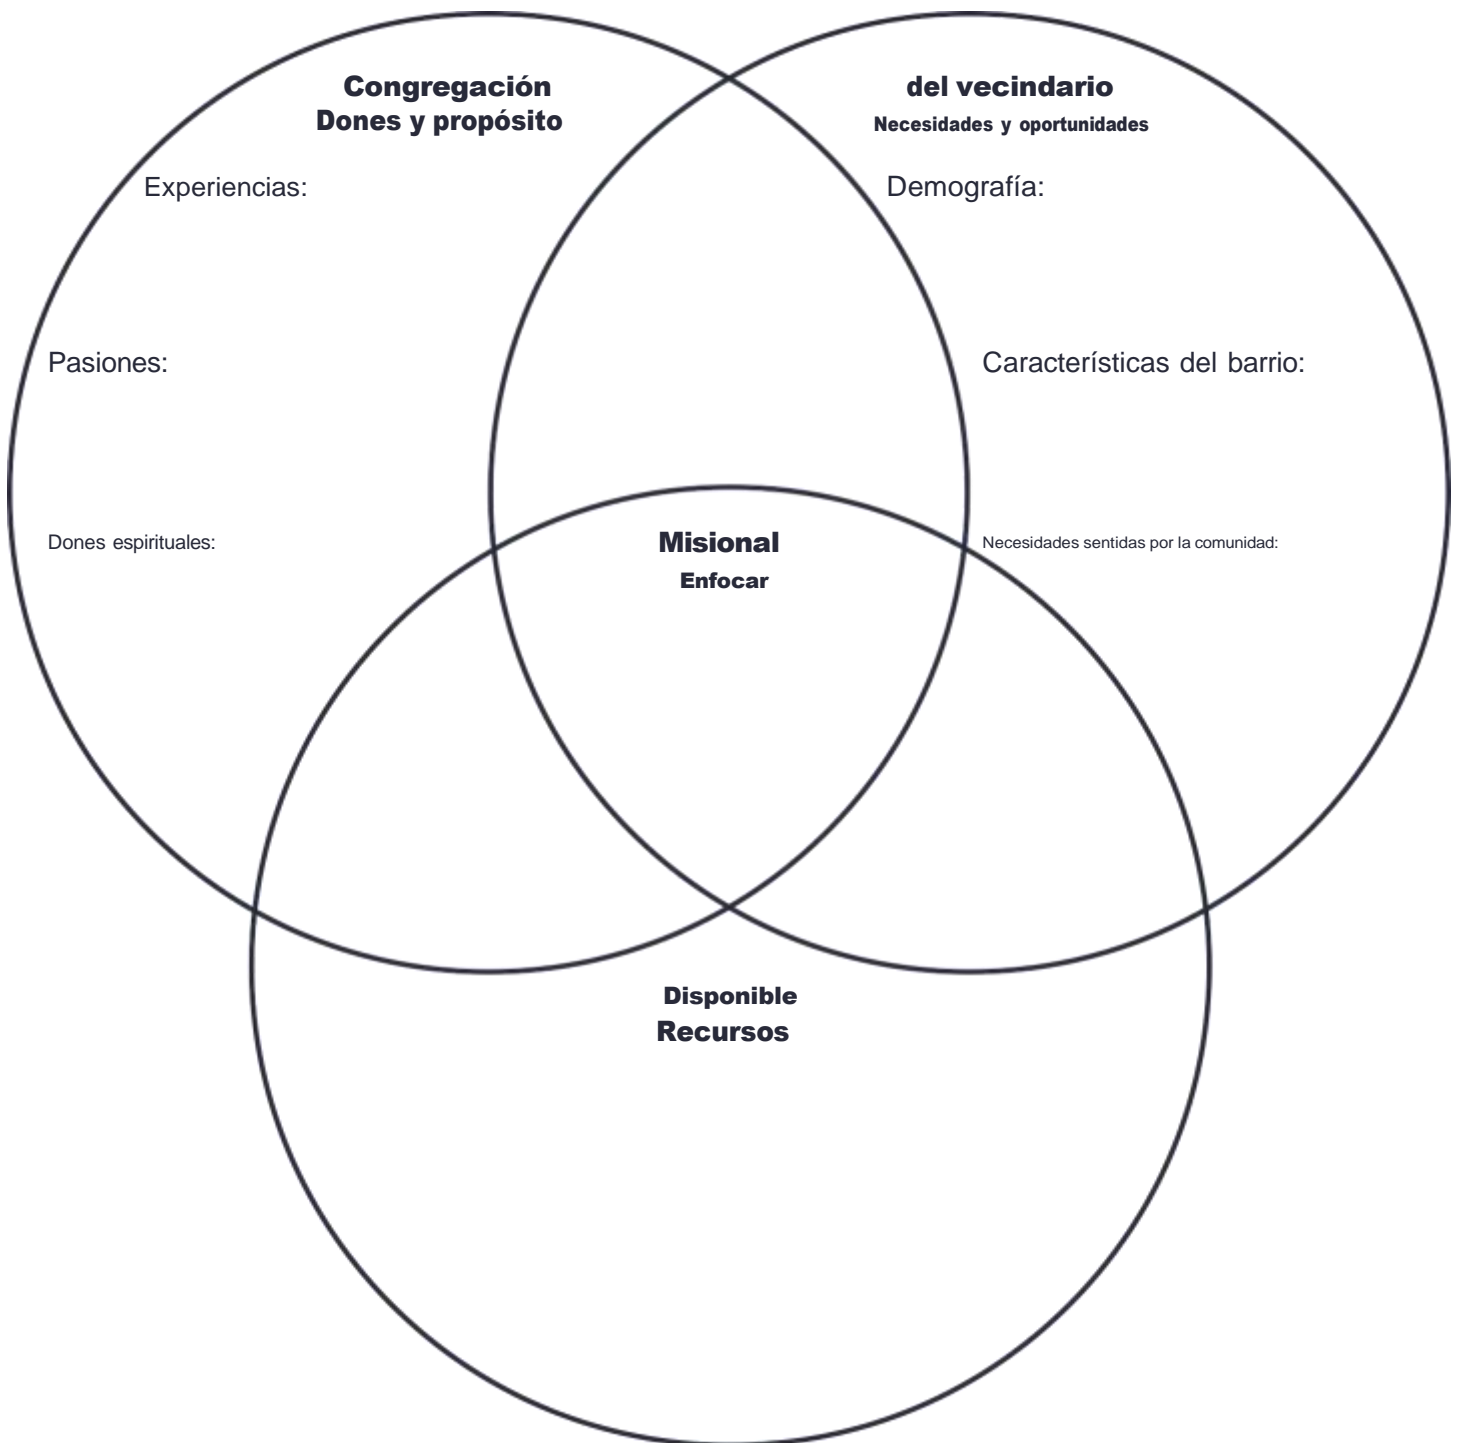 Congregación
Dones y propósito
Experiencias:
Pasiones:
Dones espirituales:
del vecindario
Necesidades y oportunidades
Demografía:
Características del barrio:
Necesidades sentidas por la comunidad:
Misional
Enfocar
Disponible
Recursos